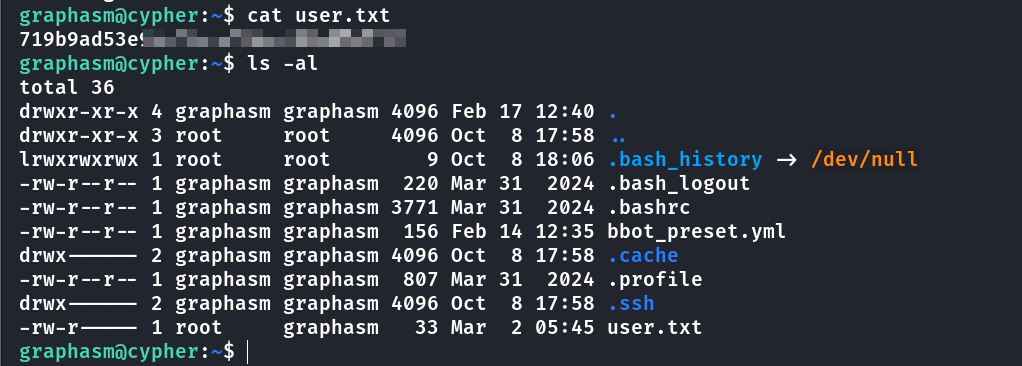 graphasm@cypher:~$ cat user.txt
719b9ad53e9
graphasm@cypher:~$ ls -al
total 36
drwxr-xr-x 4 graphasm graphasm 4096 Feb 17 12:40 .
drwxr-xr-x 3 root     root     4096 Oct  8 17:58 ..
lrwxrwxrwx 1 root     root        9 Oct  8 18:06 .bash_history -> /dev/null
-rw-r--r-- 1 graphasm graphasm  220 Mar 31  2024 .bash_logout
-rw-r--r-- 1 graphasm graphasm 3771 Mar 31  2024 .bashrc
-rw-r--r-- 1 graphasm graphasm  156 Feb 14 12:35 bbot_preset.yml
drwx------ 2 graphasm graphasm 4096 Oct  8 17:58 .cache
-rw-r--r-- 1 graphasm graphasm  807 Mar 31  2024 .profile
drwx------ 2 graphasm graphasm 4096 Oct  8 17:58 .ssh
-rw-r----- 1 root     graphasm   33 Mar  2 05:45 user.txt
graphasm@cypher:~$